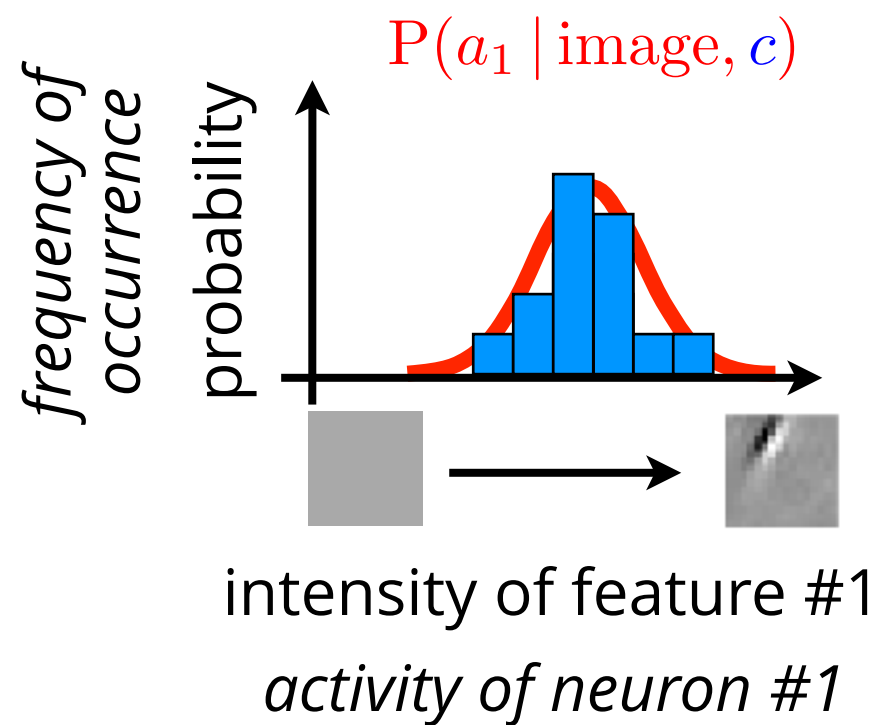 P(a₁ | image, c)
frequency of
occurrence
probability
intensity of feature #1
activity of neuron #1